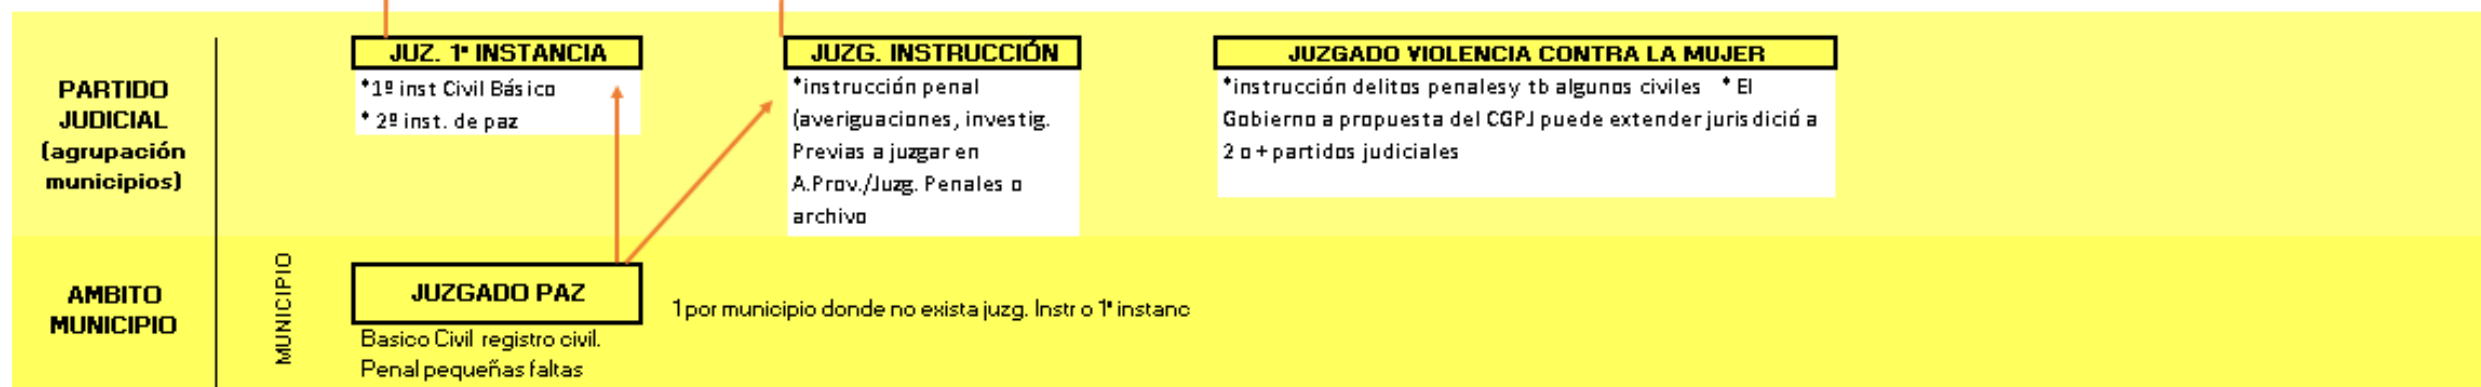 PARTIDO
JUDICIAL
(agrupación
municipios)
JUZ. 1ª INSTANCIA
*1º inst Civil Básico
* 2º inst. de paz
JUZG. INSTRUCCIÓN
*instrucción penal
(averiguaciones, investig.
Previas a juzgar en
A.Prov./Juzg. Penales o
archivo
JUZGADO VIOLENCIA CONTRA LA MUJER
*instrucción delitos penalesy tb algunos civiles * El
Gobierno a propuesta del CGPJ puede extender jurisdició a
2 o + partidos judiciales
AMBITO
MUNICIPIO
MUNICIPIO
JUZGADO PAZ
Basico Civil registro civil.
Penal pequeñas faltas
1 por municipio donde no exista juzg. Instr o 1ª instanc